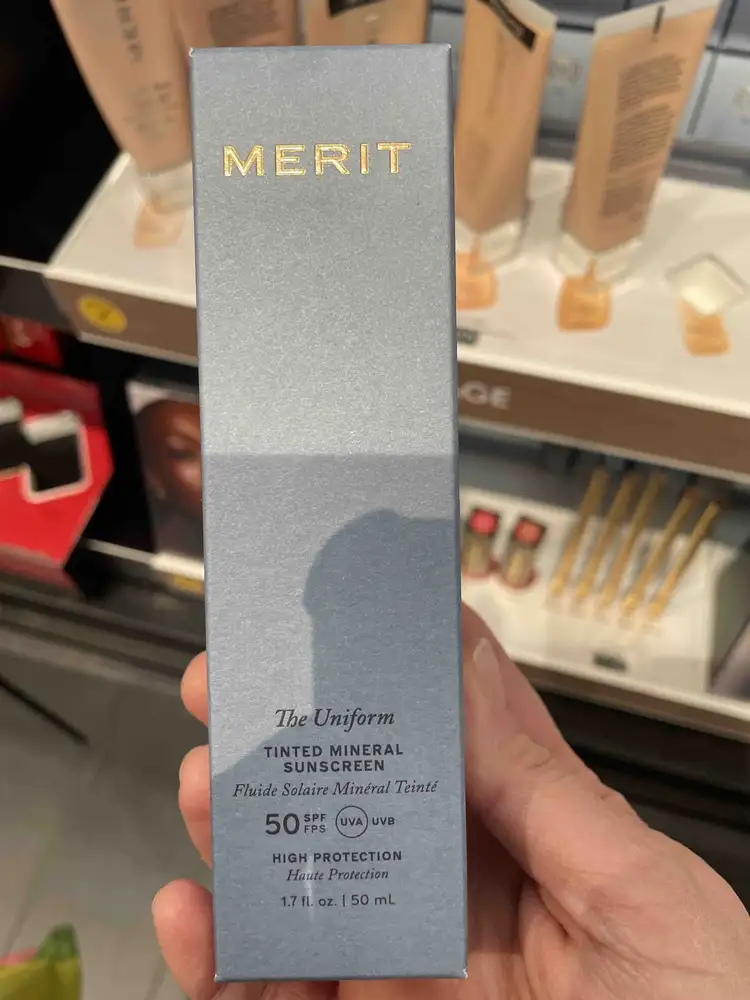 MERIT
The Uniform
TINTED MINERAL
SUNSCREEN
Fluide Solaire Minéral Teinté
50 SPF FPS UVA UVB
HIGH PROTECTION
Haute Protection
1.7 fl. oz. | 50 mL
GE